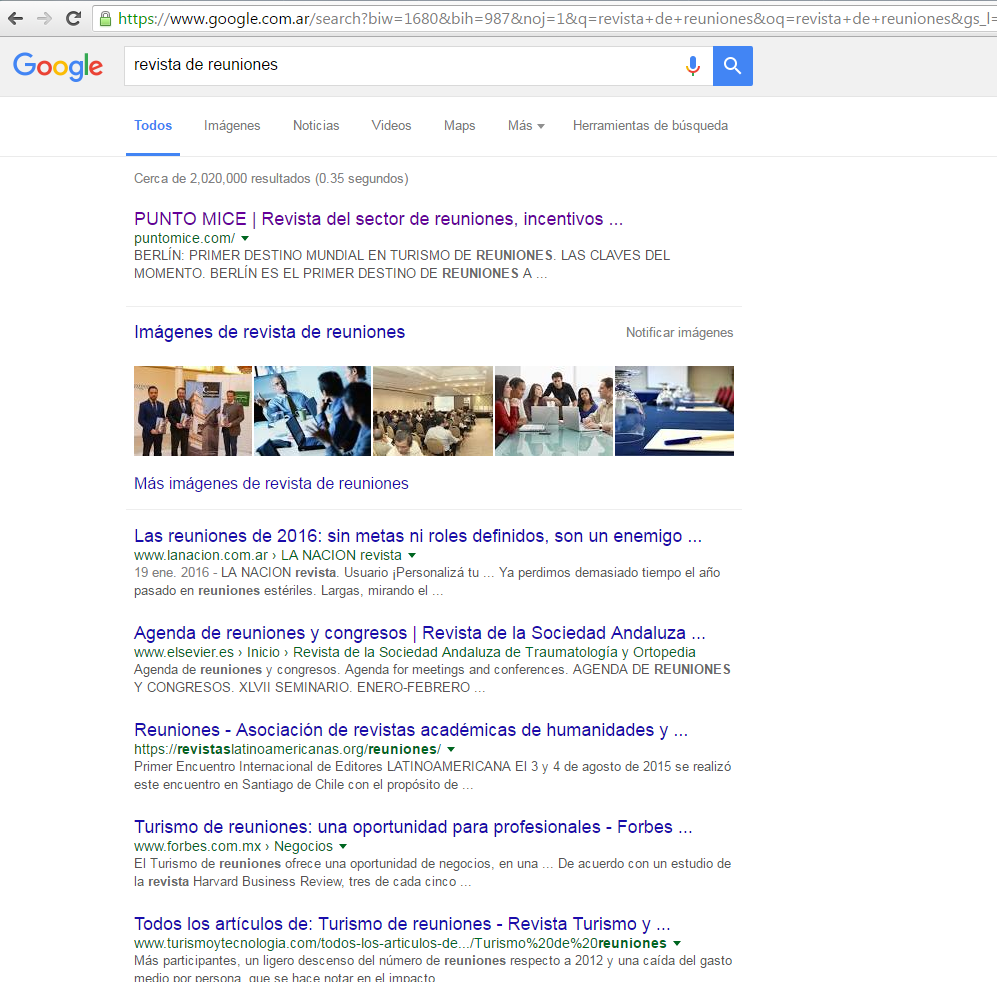 https://www.google.com.ar/search?biw=1680&bih=987&noj=1&q=revista+de+reuniones&oq=revista+de+reuniones&gs_l=
Google
revista de reuniones
Todos Imágenes Noticias Videos Maps Más Herramientas de búsqueda
Cerca de 2,020,000 resultados (0.35 segundos)
PUNTO MICE | Revista del sector de reuniones, incentivos ...
puntomice.com/
BERLÍN: PRIMER DESTINO MUNDIAL EN TURISMO DE REUNIONES. LAS CLAVES DEL
MOMENTO. BERLÍN ES EL PRIMER DESTINO DE REUNIONES A ...
Imágenes de revista de reuniones Notificar imágenes
Más imágenes de revista de reuniones
Las reuniones de 2016: sin metas ni roles definidos, son un enemigo ...
www.lanacion.com.ar › LA NACION revista
19 ene. 2016 - LA NACION revista. Usuario ¡Personalizá tu ... Ya perdimos demasiado tiempo el año
pasado en reuniones estériles. Largas, mirando el ...
Agenda de reuniones y congresos | Revista de la Sociedad Andaluza ...
www.elsevier.es › Inicio › Revista de la Sociedad Andaluza de Traumatología y Ortopedia
Agenda de reuniones y congresos. Agenda for meetings and conferences. AGENDA DE REUNIONES
Y CONGRESOS. XLVII SEMINARIO. ENERO-FEBRERO ...
Reuniones - Asociación de revistas académicas de humanidades y ...
https://revistaslatinoamericanas.org/reuniones/
Primer Encuentro Internacional de Editores LATINOAMERICANA El 3 y 4 de agosto de 2015 se realizó
este encuentro en Santiago de Chile con el propósito de ...
Turismo de reuniones: una oportunidad para profesionales - Forbes ...
www.forbes.com.mx › Negocios
El Turismo de reuniones ofrece una oportunidad de negocios, en una ... De acuerdo con un estudio de
la revista Harvard Business Review, tres de cada cinco ...
Todos los artículos de: Turismo de reuniones - Revista Turismo y ...
www.turismoytecnologia.com/todos-los-articulos-de.../Turismo%20de%20reuniones
Más participantes, un ligero descenso del número de reuniones respecto a 2012 y una caída del gasto
medio por persona, que se hace notar en el impacto